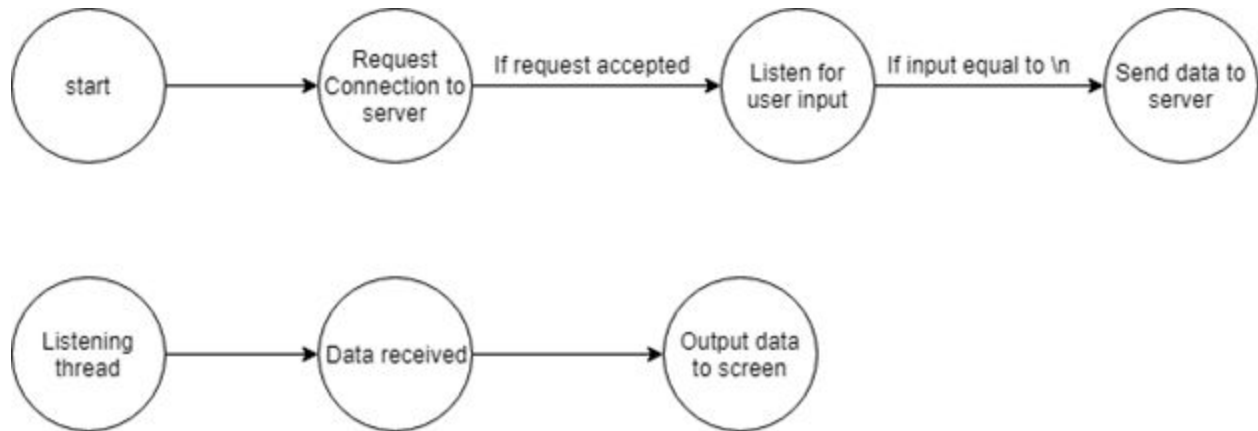 start
Request
Connection to
server
If request accepted
Listen for
user input
If input equal to \n
Send data to
server
Listening
thread
Data received
Output data
to screen